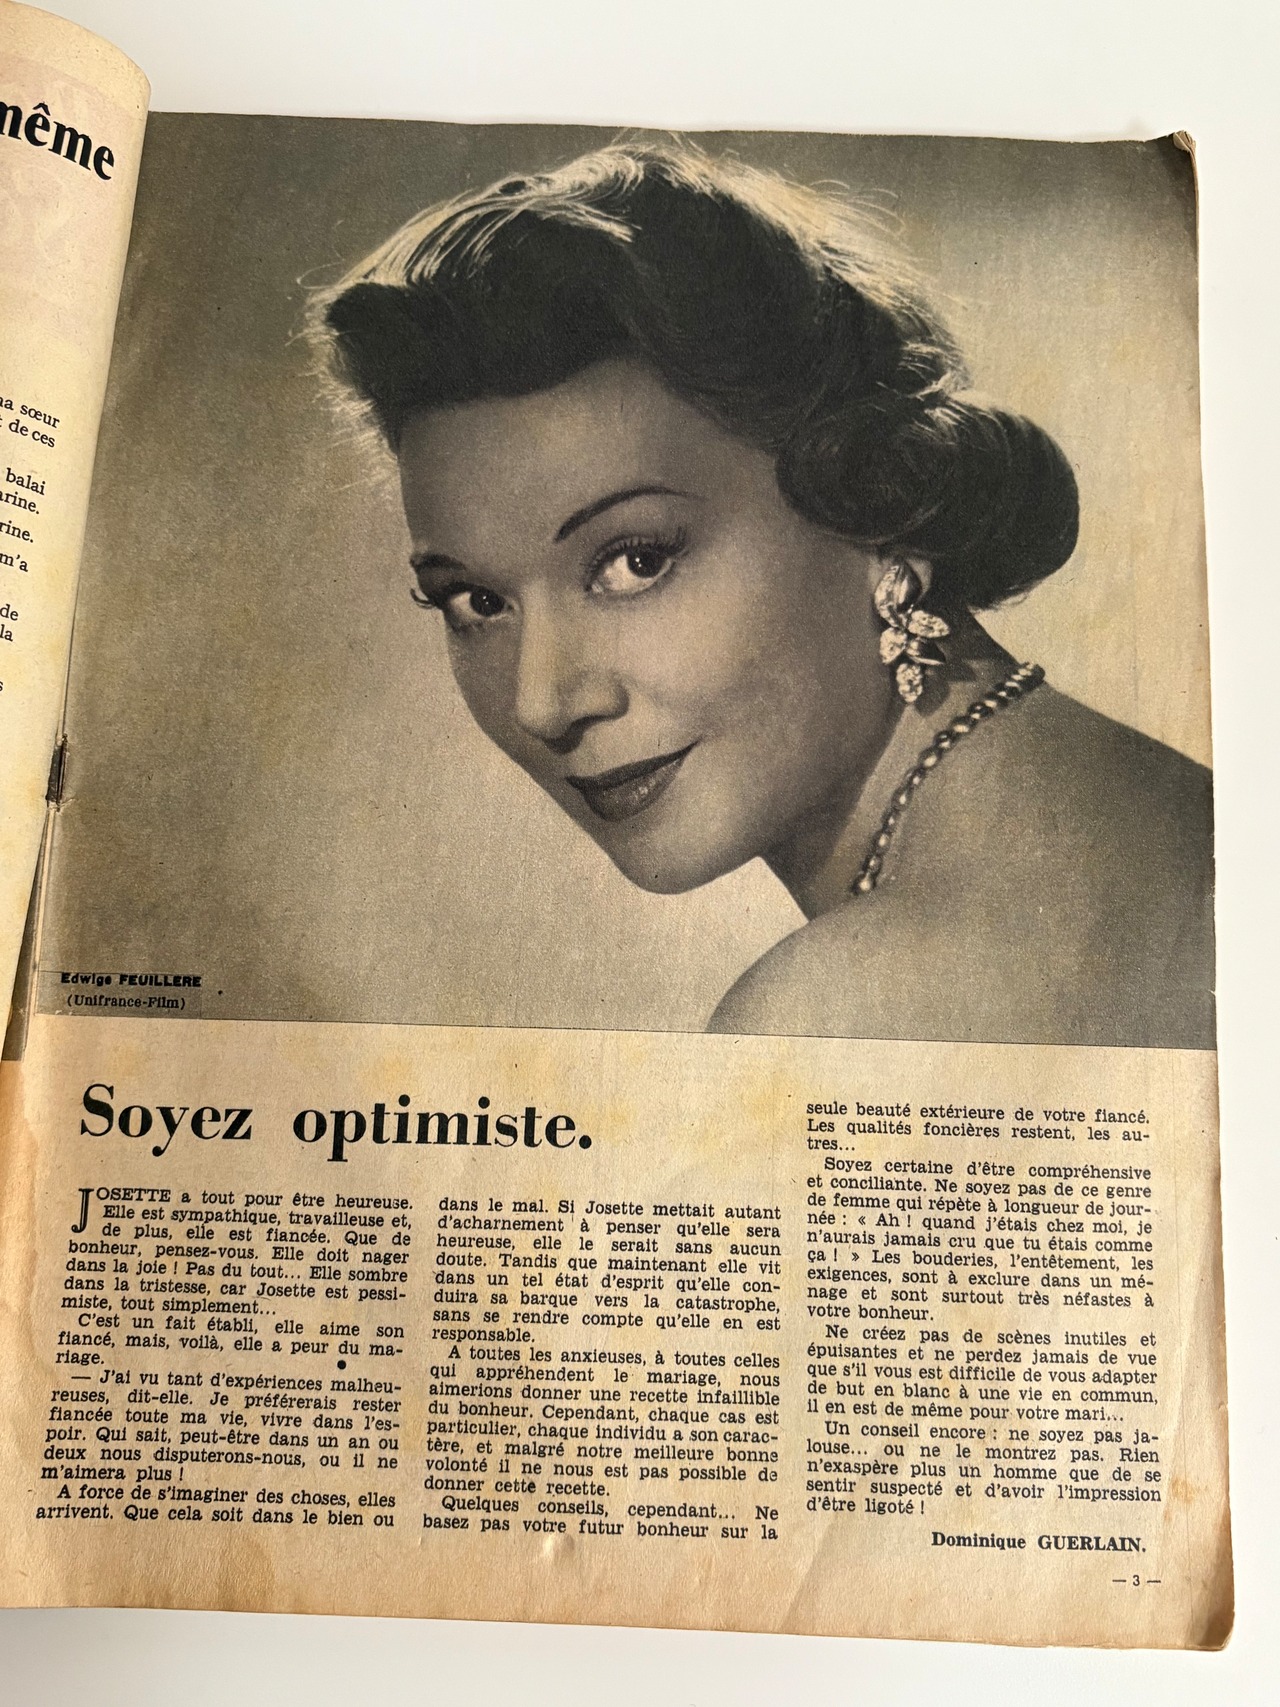 même
sœur
de ces
balai
rine.
m'a
de
la
Edwige FEUILLERE
(Unifrance-Film)
Soyez optimiste.
JOSETTE a tout pour être heureuse.
Elle est sympathique, travailleuse et,
de plus, elle est fiancée. Que de
bonheur, pensez-vous. Elle doit nager
dans la joie ! Pas du tout... Elle sombre
dans la tristesse, car Josette est pessi-
miste, tout simplement...
C'est un fait établi, elle aime son
fiancé, mais, voilà, elle a peur du ma-
riage.
— J'ai vu tant d'expériences malheu-
reuses, dit-elle. Je préférerais rester
fiancée toute ma vie, vivre dans l'es-
poir. Qui sait, peut-être dans un an ou
deux nous disputerons-nous, ou il ne
m'aimera plus !
A force de s'imaginer des choses, elles
arrivent. Que cela soit dans le bien ou
dans le mal. Si Josette mettait autant
d'acharnement à penser qu'elle sera
heureuse, elle le serait sans aucun
doute. Tandis que maintenant elle vit
dans un tel état d'esprit qu'elle con-
duira sa barque vers la catastrophe,
sans se rendre compte qu'elle en est
responsable.
A toutes les anxieuses, à toutes celles
qui appréhendent le mariage, nous
aimerions donner une recette infaillible
du bonheur. Cependant, chaque cas est
particulier, chaque individu a son carac-
tère, et malgré notre meilleure bonne
volonté il ne nous est pas possible de
donner cette recette.
Quelques conseils, cependant... Ne
basez pas votre futur bonheur sur la
seule beauté extérieure de votre fiancé.
Les qualités foncières restent, les au-
tres...
Soyez certaine d'être compréhensive
et conciliante. Ne soyez pas de ce genre
de femme qui répète à longueur de jour-
née : « Ah ! quand j'étais chez moi, je
n'aurais jamais cru que tu étais comme
ça ! » Les bouderies, l'entêtement, les
exigences, sont à exclure dans un mé-
nage et sont surtout très néfastes à
votre bonheur.
Ne créez pas de scènes inutiles et
épuisantes et ne perdez jamais de vue
que s'il vous est difficile de vous adapter
de but en blanc à une vie en commun,
il en est de même pour votre mari...
Un conseil encore : ne soyez pas ja-
louse... ou ne le montrez pas. Rien
n'exaspère plus un homme que de se
sentir suspecté et d'avoir l'impression
d'être ligoté !
Dominique GUERLAIN.
— 3 —